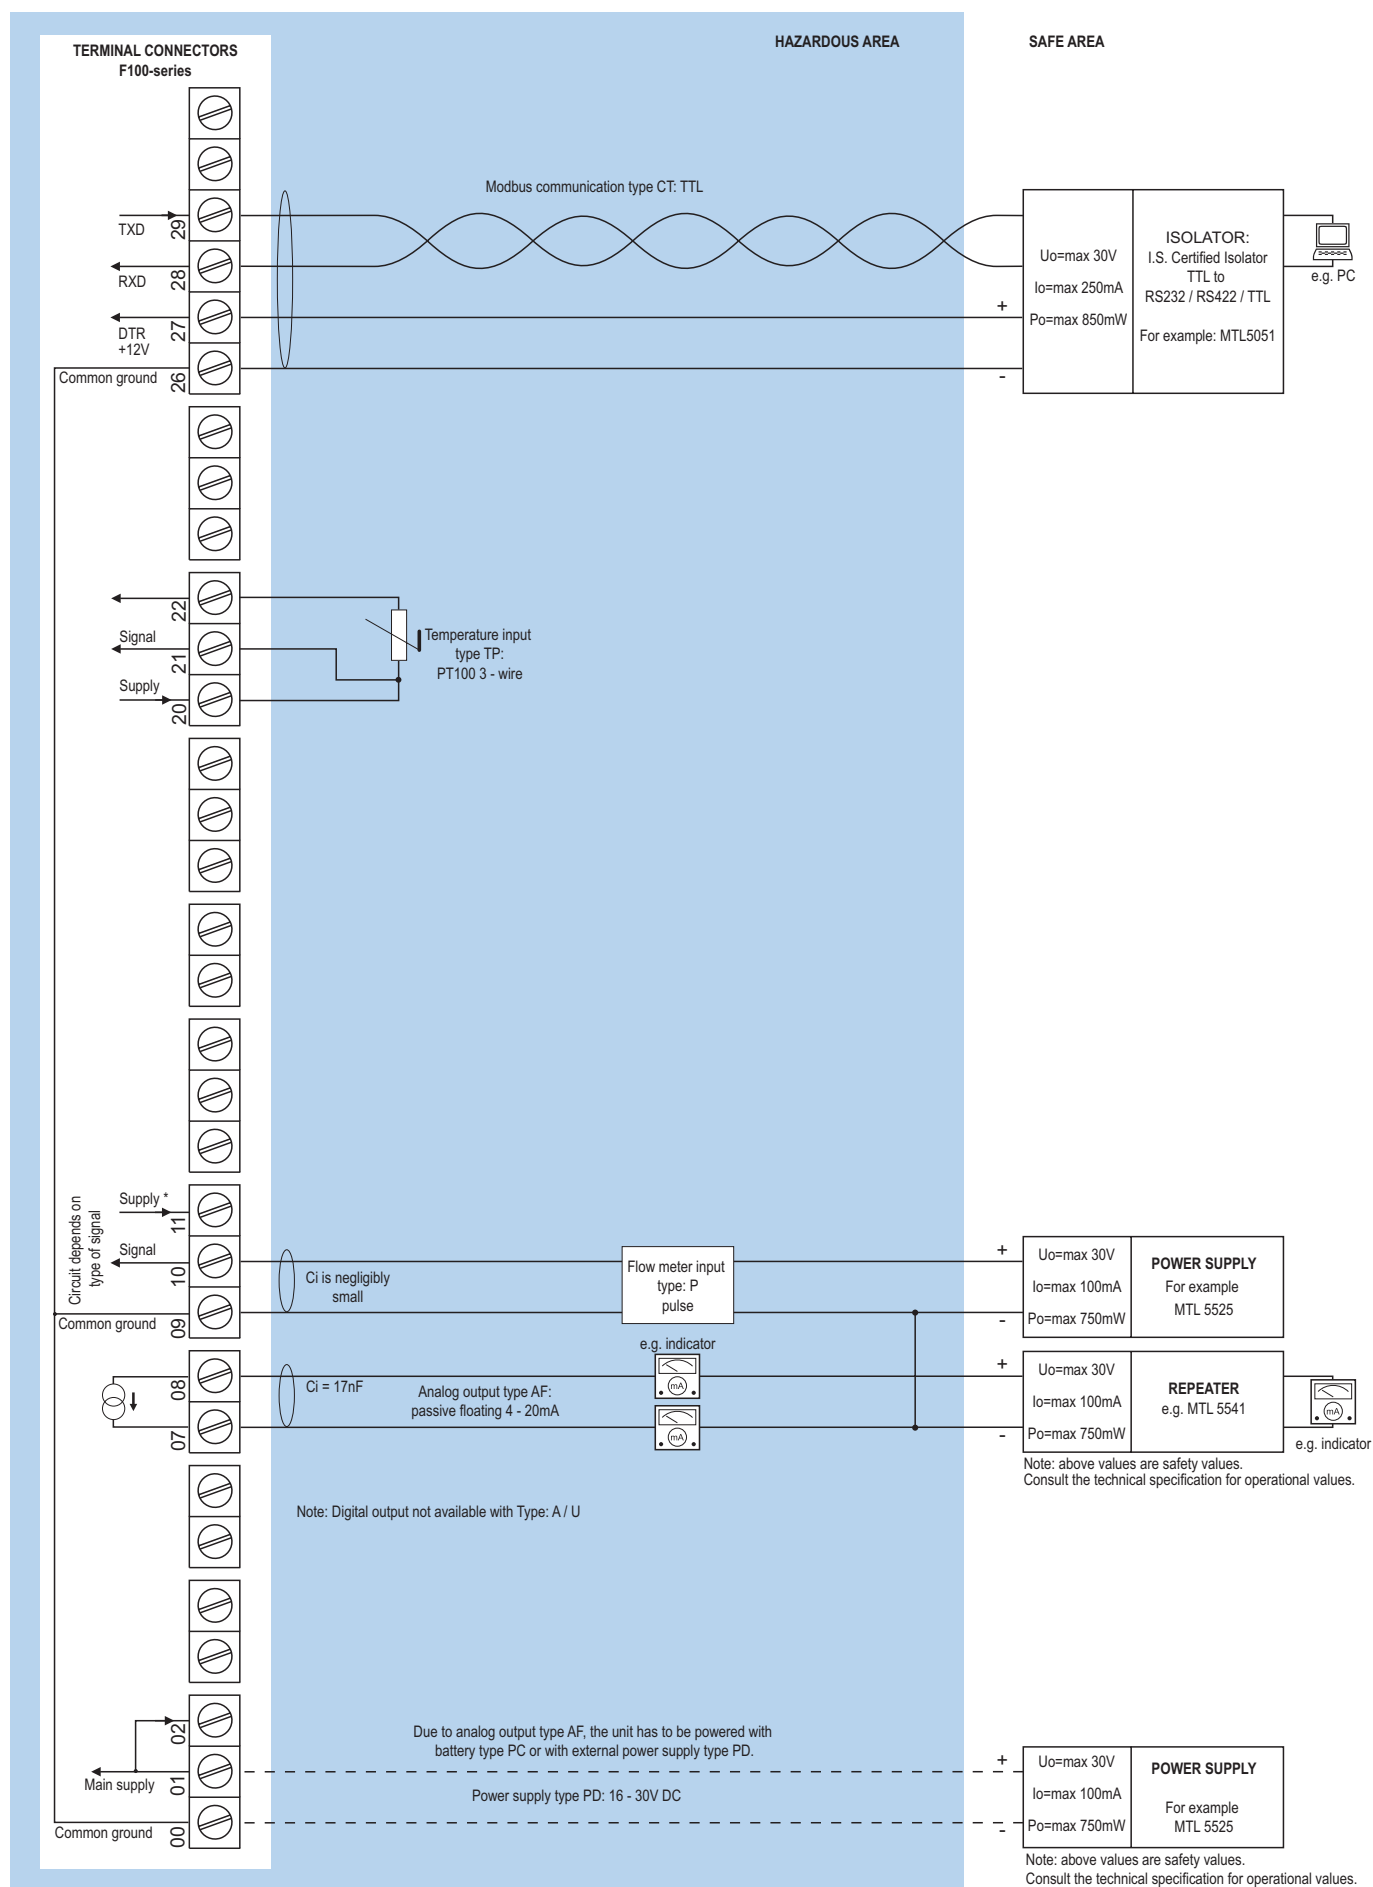 HAZARDOUS AREA
SAFE AREA
TERMINAL CONNECTORS
F100-series
Modbus communication type CT: TTL
TXD
29
RXD
28
DTR
+12V
27
Common ground
26
+
-
Uo=max 30V
Io=max 250mA
Po=max 850mW
ISOLATOR:
I.S. Certified Isolator
TTL to
RS232 / RS422 / TTL
For example: MTL5051
e.g. PC
22
Signal
21
Supply
20
Temperature input
type TP:
PT100 3 - wire
Circuit depends on
type of signal
Supply *
11
Signal
10
Common ground
09
Ci is negligibly
small
Flow meter input
type: P
pulse
+
-
Uo=max 30V
Io=max 100mA
Po=max 750mW
POWER SUPPLY
For example
MTL 5525
e.g. indicator
08
07
Ci = 17nF
Analog output type AF:
passive floating 4 - 20mA
mA
mA
+
-
Uo=max 30V
Io=max 100mA
Po=max 750mW
REPEATER
e.g. MTL 5541
mA
e.g. indicator
Note: above values are safety values.
Consult the technical specification for operational values.
Note: Digital output not available with Type: A / U
02
Main supply
01
Common ground
00
Due to analog output type AF, the unit has to be powered with
battery type PC or with external power supply type PD.
Power supply type PD: 16 - 30V DC
+
-
Uo=max 30V
Io=max 100mA
Po=max 750mW
POWER SUPPLY
For example
MTL 5525
Note: above values are safety values.
Consult the technical specification for operational values.